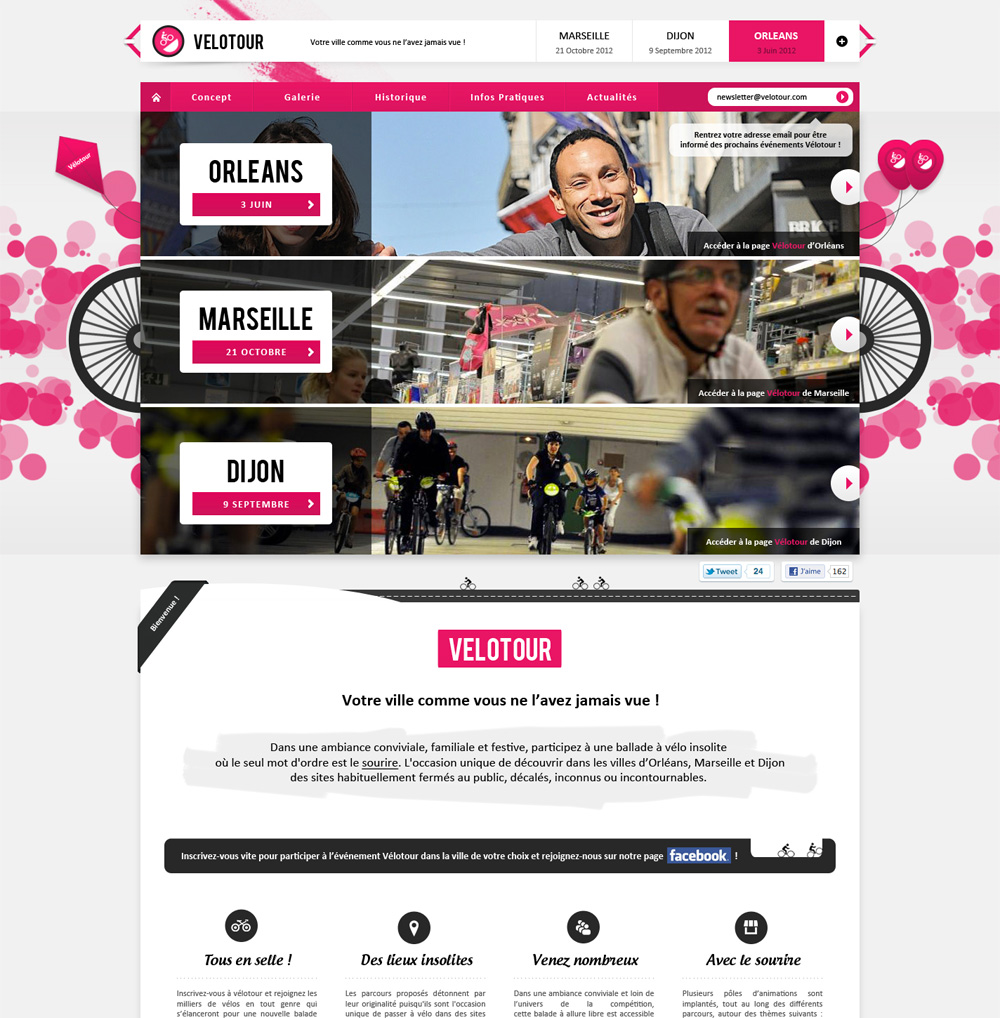 VELOTOUR
Votre ville comme vous ne l'avez jamais vue !
MARSEILLE
21 Octobre 2012
DIJON
9 Septembre 2012
ORLEANS
3 Juin 2012
Concept
Galerie
Historique
Infos Pratiques
Actualités
newsletter@velotour.com
Rentrez votre adresse email pour être
informé des prochains événements Vélotour !
Vélotour
ORLEANS
3 JUIN
Accéder à la page Vélotour d'Orléans
MARSEILLE
21 OCTOBRE
Accéder à la page Vélotour de Marseille
DIJON
9 SEPTEMBRE
Accéder à la page Vélotour de Dijon
Tweet 24
J'aime 162
Bienvenue !
VELOTOUR
Votre ville comme vous ne l'avez jamais vue !
Dans une ambiance conviviale, familiale et festive, participez à une ballade à vélo insolite
où le seul mot d'ordre est le sourire. L'occasion unique de découvrir dans les villes d'Orléans, Marseille et Dijon
des sites habituellement fermés au public, décalés, inconnus ou incontournables.
Inscrivez-vous vite pour participer à l'événement Vélotour dans la ville de votre choix et rejoignez-nous sur notre page facebook !
Tous en selle !
Inscrivez-vous à vélotour et rejoignez les
milliers de vélos en tout genre qui
s'élanceront pour une nouvelle balade
Des lieux insolites
Les parcours proposés détonnent par
leur originalité puisqu'ils sont l'occasion
unique de passer à vélo dans des sites
Venez nombreux
Dans une ambiance conviviale et loin de
l'univers de la compétition,
cette balade à allure libre est accessible
Avec le sourire
Plusieurs pôles d'animations sont
implantés, tout au long des différents
parcours, autour des thèmes suivants :